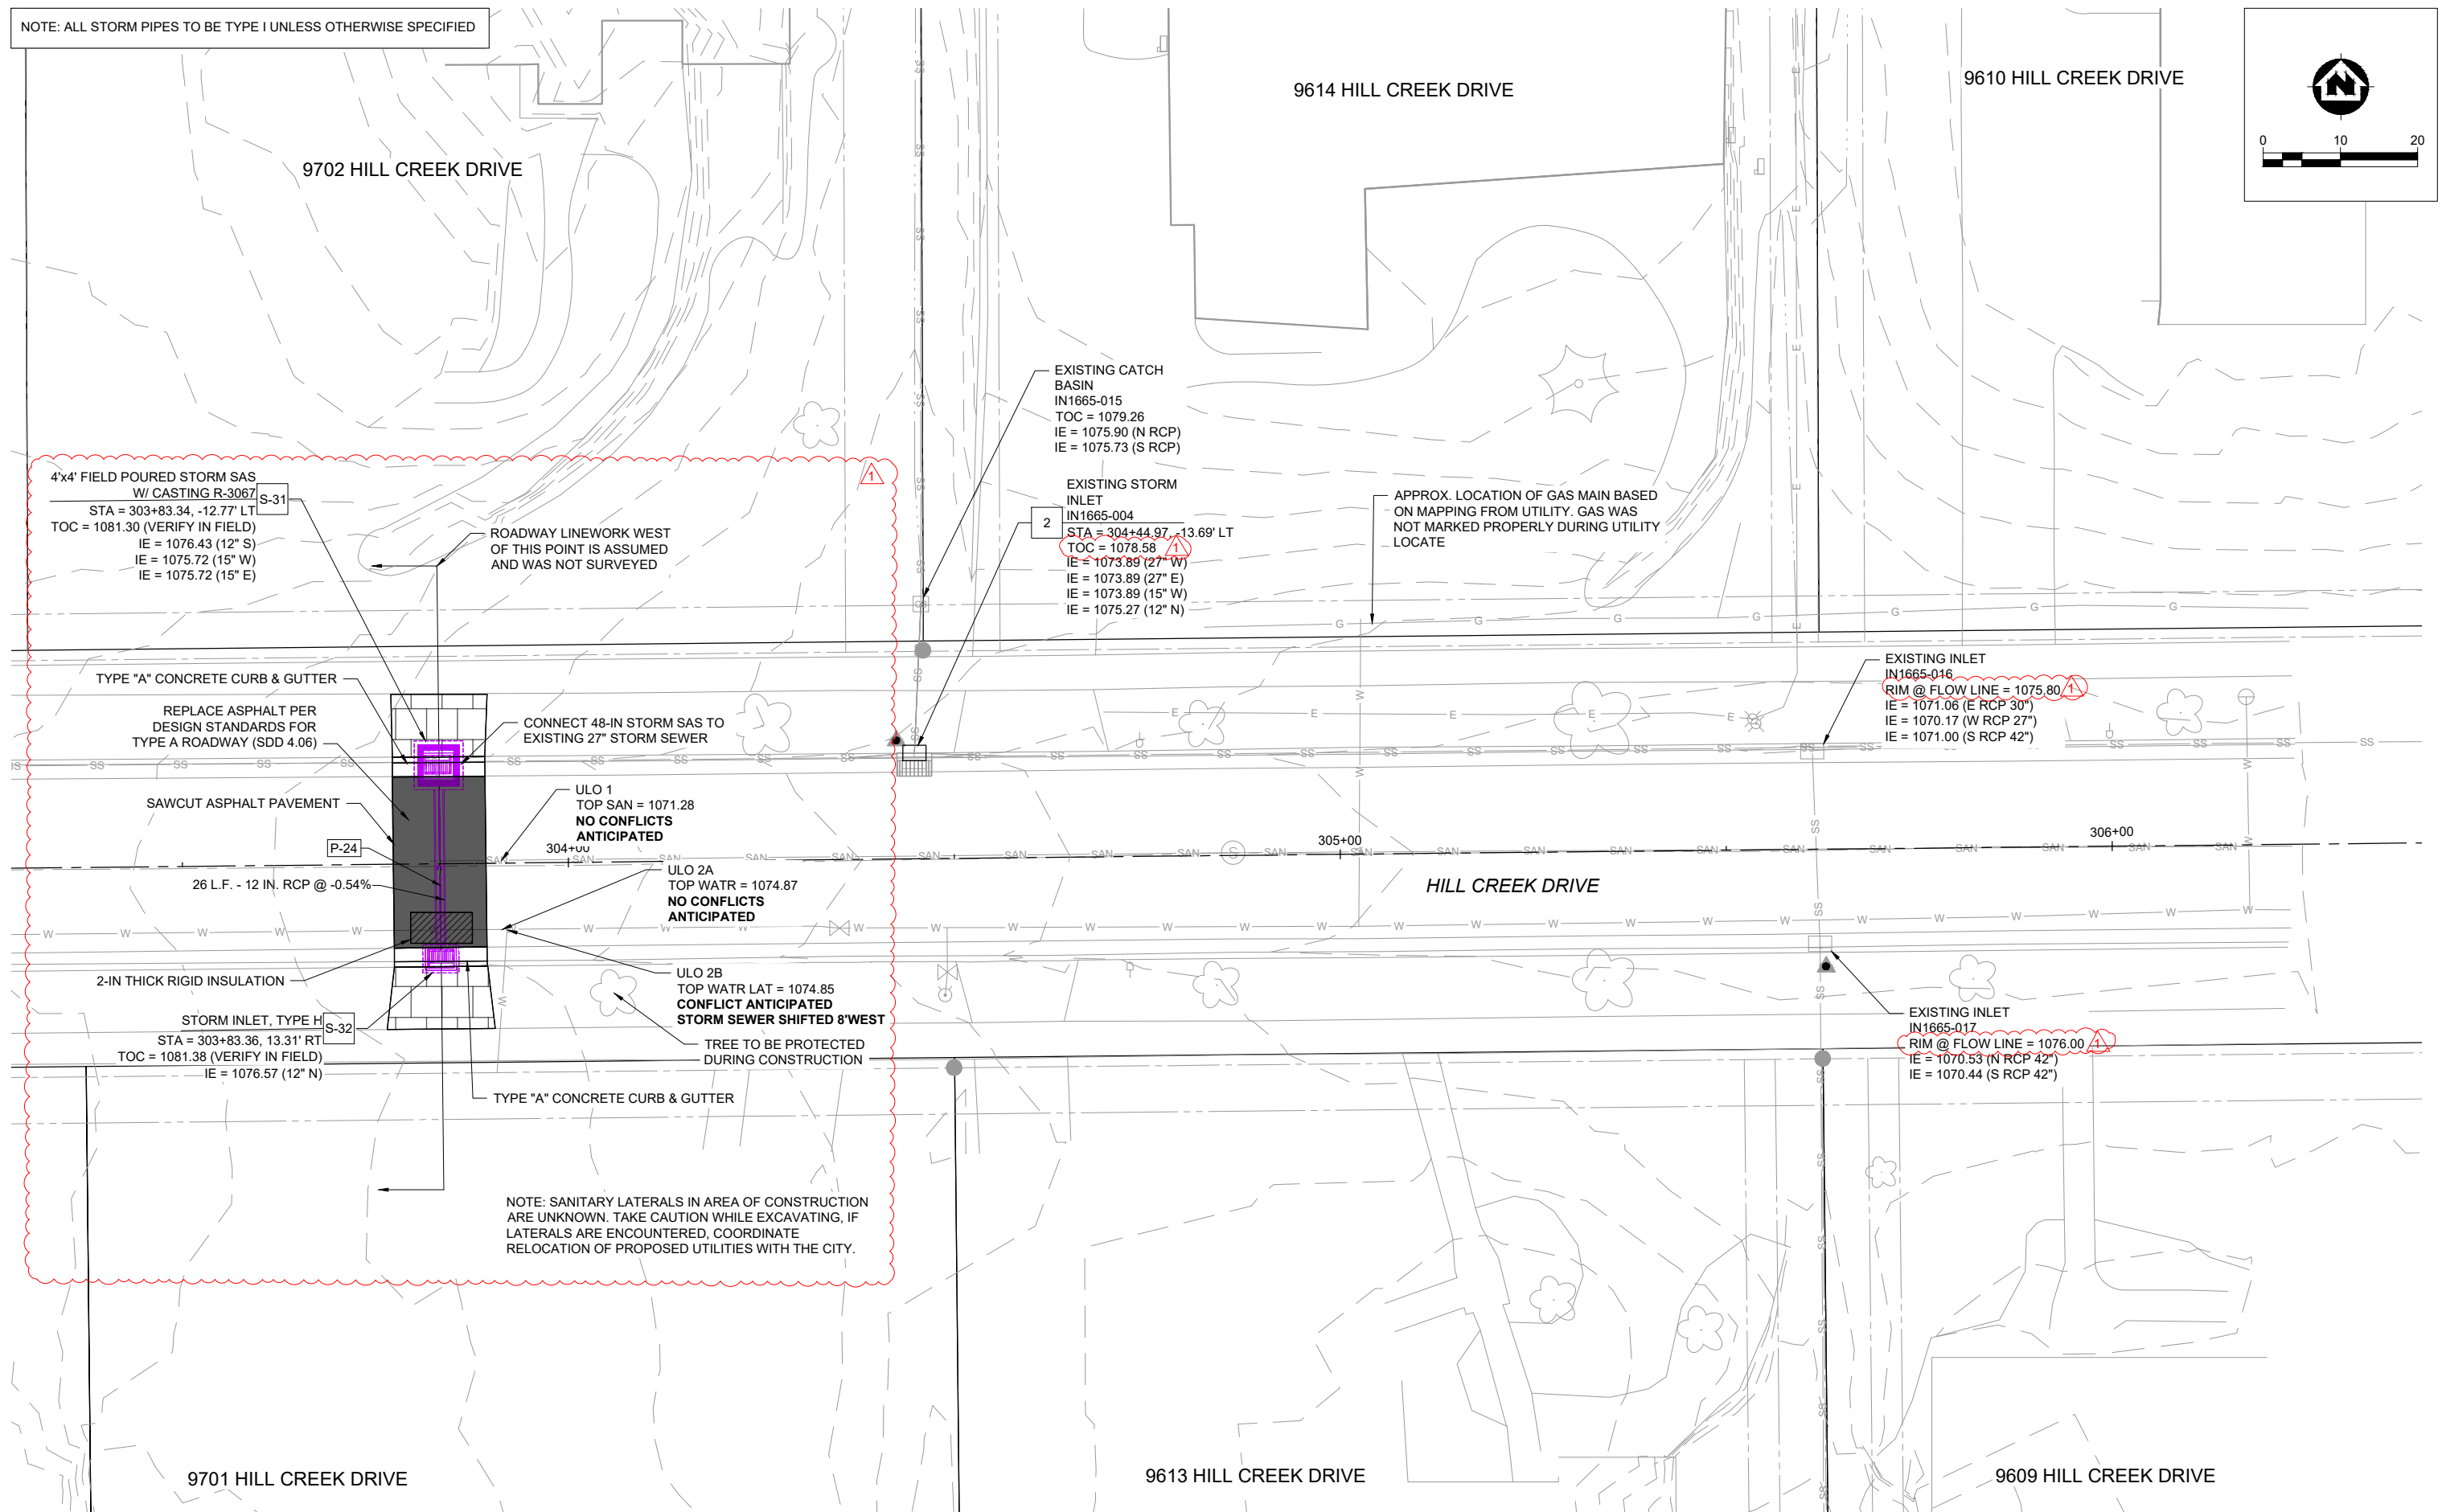 NOTE: ALL STORM PIPES TO BE TYPE I UNLESS OTHERWISE SPECIFIED
9702 HILL CREEK DRIVE
9614 HILL CREEK DRIVE
9610 HILL CREEK DRIVE
N
0 10 20
EXISTING CATCH
BASIN
IN1665-015
TOC = 1079.26
IE = 1075.90 (N RCP)
IE = 1075.73 (S RCP)
4'x4' FIELD POURED STORM SAS
W/ CASTING R-3067
S-31
STA = 303+83.34, -12.77' LT
TOC = 1081.30 (VERIFY IN FIELD)
IE = 1076.43 (12" S)
IE = 1075.72 (15" W)
IE = 1075.72 (15" E)
1
ROADWAY LINEWORK WEST
OF THIS POINT IS ASSUMED
AND WAS NOT SURVEYED
EXISTING STORM
INLET
IN1665-004
2
STA = 304+44.97, -13.69' LT
TOC = 1078.58
1
IE = 1073.89 (27" W)
IE = 1073.89 (27" E)
IE = 1073.89 (15" W)
IE = 1075.27 (12" N)
APPROX. LOCATION OF GAS MAIN BASED
ON MAPPING FROM UTILITY. GAS WAS
NOT MARKED PROPERLY DURING UTILITY
LOCATE
EXISTING INLET
IN1665-016
RIM @ FLOW LINE = 1075.80
1
IE = 1071.06 (E RCP 30")
IE = 1070.17 (W RCP 27")
IE = 1071.00 (S RCP 42")
TYPE "A" CONCRETE CURB & GUTTER
REPLACE ASPHALT PER
DESIGN STANDARDS FOR
TYPE A ROADWAY (SDD 4.06)
CONNECT 48-IN STORM SAS TO
EXISTING 27" STORM SEWER
SAWCUT ASPHALT PAVEMENT
ULO 1
TOP SAN = 1071.28
NO CONFLICTS
ANTICIPATED
P-24
304+00
305+00
306+00
26 L.F. - 12 IN. RCP @ -0.54%
ULO 2A
TOP WATR = 1074.87
NO CONFLICTS
ANTICIPATED
HILL CREEK DRIVE
2-IN THICK RIGID INSULATION
ULO 2B
TOP WATR LAT = 1074.85
CONFLICT ANTICIPATED
STORM SEWER SHIFTED 8'WEST
STORM INLET, TYPE H
S-32
STA = 303+83.36, 13.31' RT
TOC = 1081.38 (VERIFY IN FIELD)
IE = 1076.57 (12" N)
TREE TO BE PROTECTED
DURING CONSTRUCTION
EXISTING INLET
IN1665-017
RIM @ FLOW LINE = 1076.00
1
IE = 1070.53 (N RCP 42")
IE = 1070.44 (S RCP 42")
TYPE "A" CONCRETE CURB & GUTTER
NOTE: SANITARY LATERALS IN AREA OF CONSTRUCTION
ARE UNKNOWN. TAKE CAUTION WHILE EXCAVATING, IF
LATERALS ARE ENCOUNTERED, COORDINATE
RELOCATION OF PROPOSED UTILITIES WITH THE CITY.
9701 HILL CREEK DRIVE
9613 HILL CREEK DRIVE
9609 HILL CREEK DRIVE